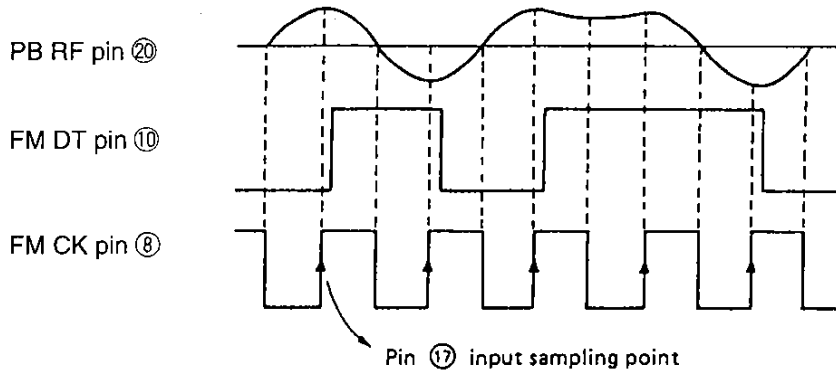 PB RF pin ⑳
FM DT pin ⑩
FM CK pin ⑧
Pin ⑰ input sampling point